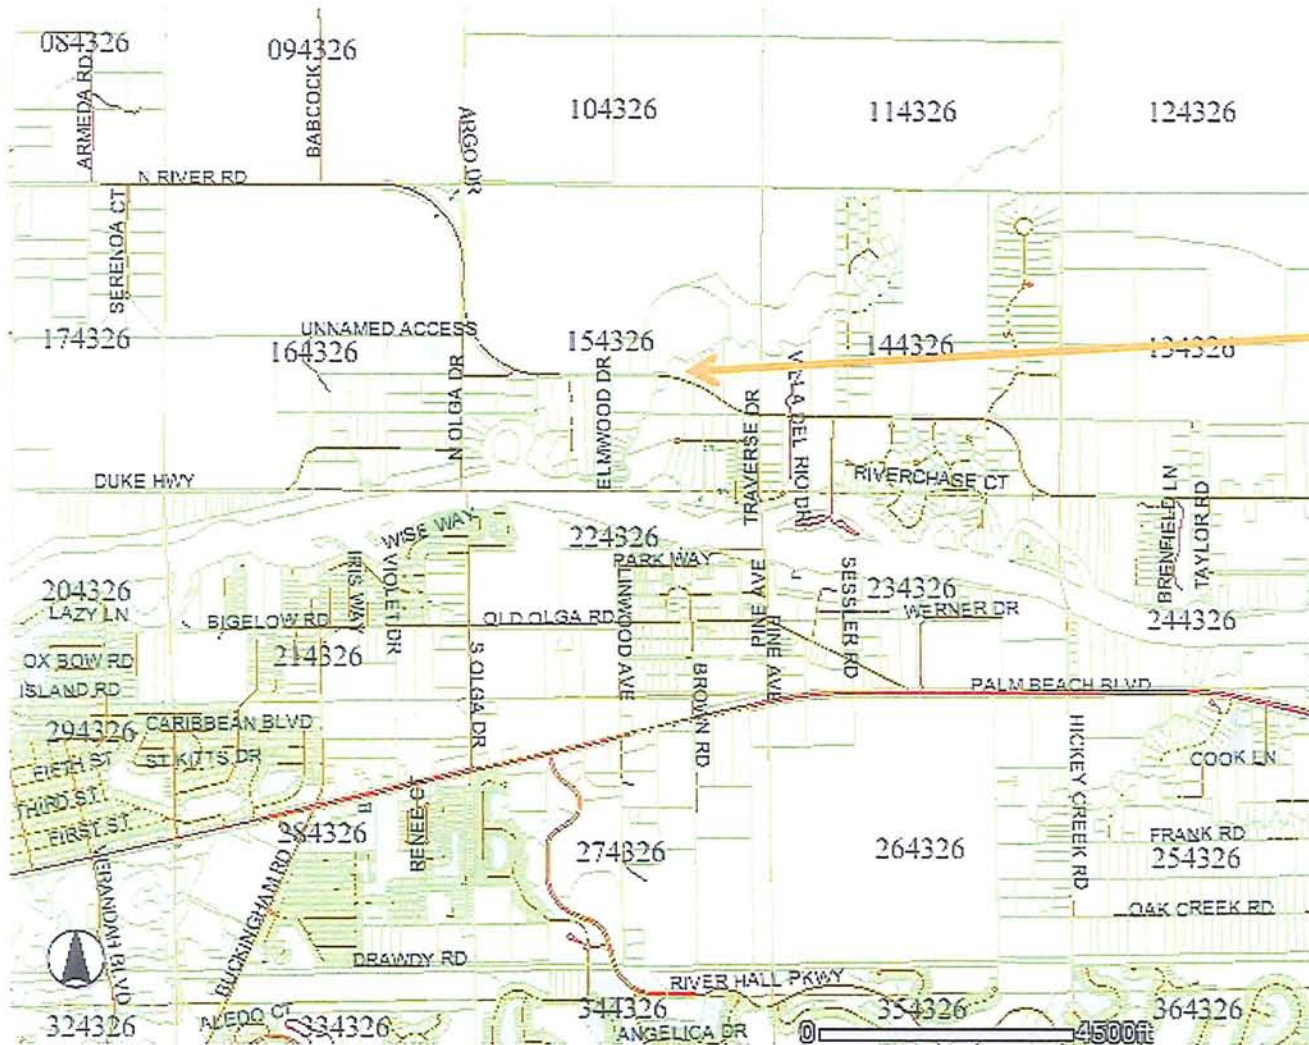 084326
094326
104326
114326
124326
ARMEDA RD
BABCOCK
ARGO DR
N RIVER RD
SERENOA CT
174326
UNNAMED ACCESS
164326
154326
144326
134326
N OLGA DR
ELMWOOD DR
TRAVERSE DR
VILLA DEL RIO DR
RIVERCHASE CT
DUKE HWY
BRENFIELD LN
TAYLOR RD
WISE WAY
224326
PARK WAY
204326
LAZY LN
IRIS WAY
VIOLET DR
BIGELOW RD
OLD OLGA RD
LINWOOD AVE
PINE AVE
PINE AVE
SESSLER RD
234326
WERNER DR
244326
OX BOW RD
214326
S OLGA DR
BROWN RD
ISLAND RD
PALM BEACH BLVD
294326
CARIBBEAN BLVD
ST KITTS DR
FIFTH ST
THIRD ST
FIRST ST
HICKEY CREEK RD
COOK LN
284326
RENEE CT
274326
264326
FRANK RD
254326
VERANDAH BLVD
BUCKINGHAM RD
OAK CREEK RD
DRAWDY RD
RIVER HALL PKWY
324326
ALEDO CT
334326
344326
ANGELICA DR
354326
364326
0 4500ft